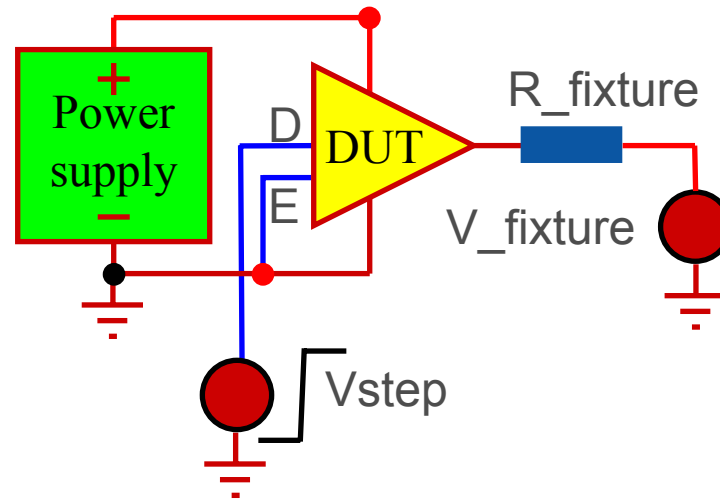 +
Power
supply
−
D
E
DUT
R_fixture
V_fixture
Vstep